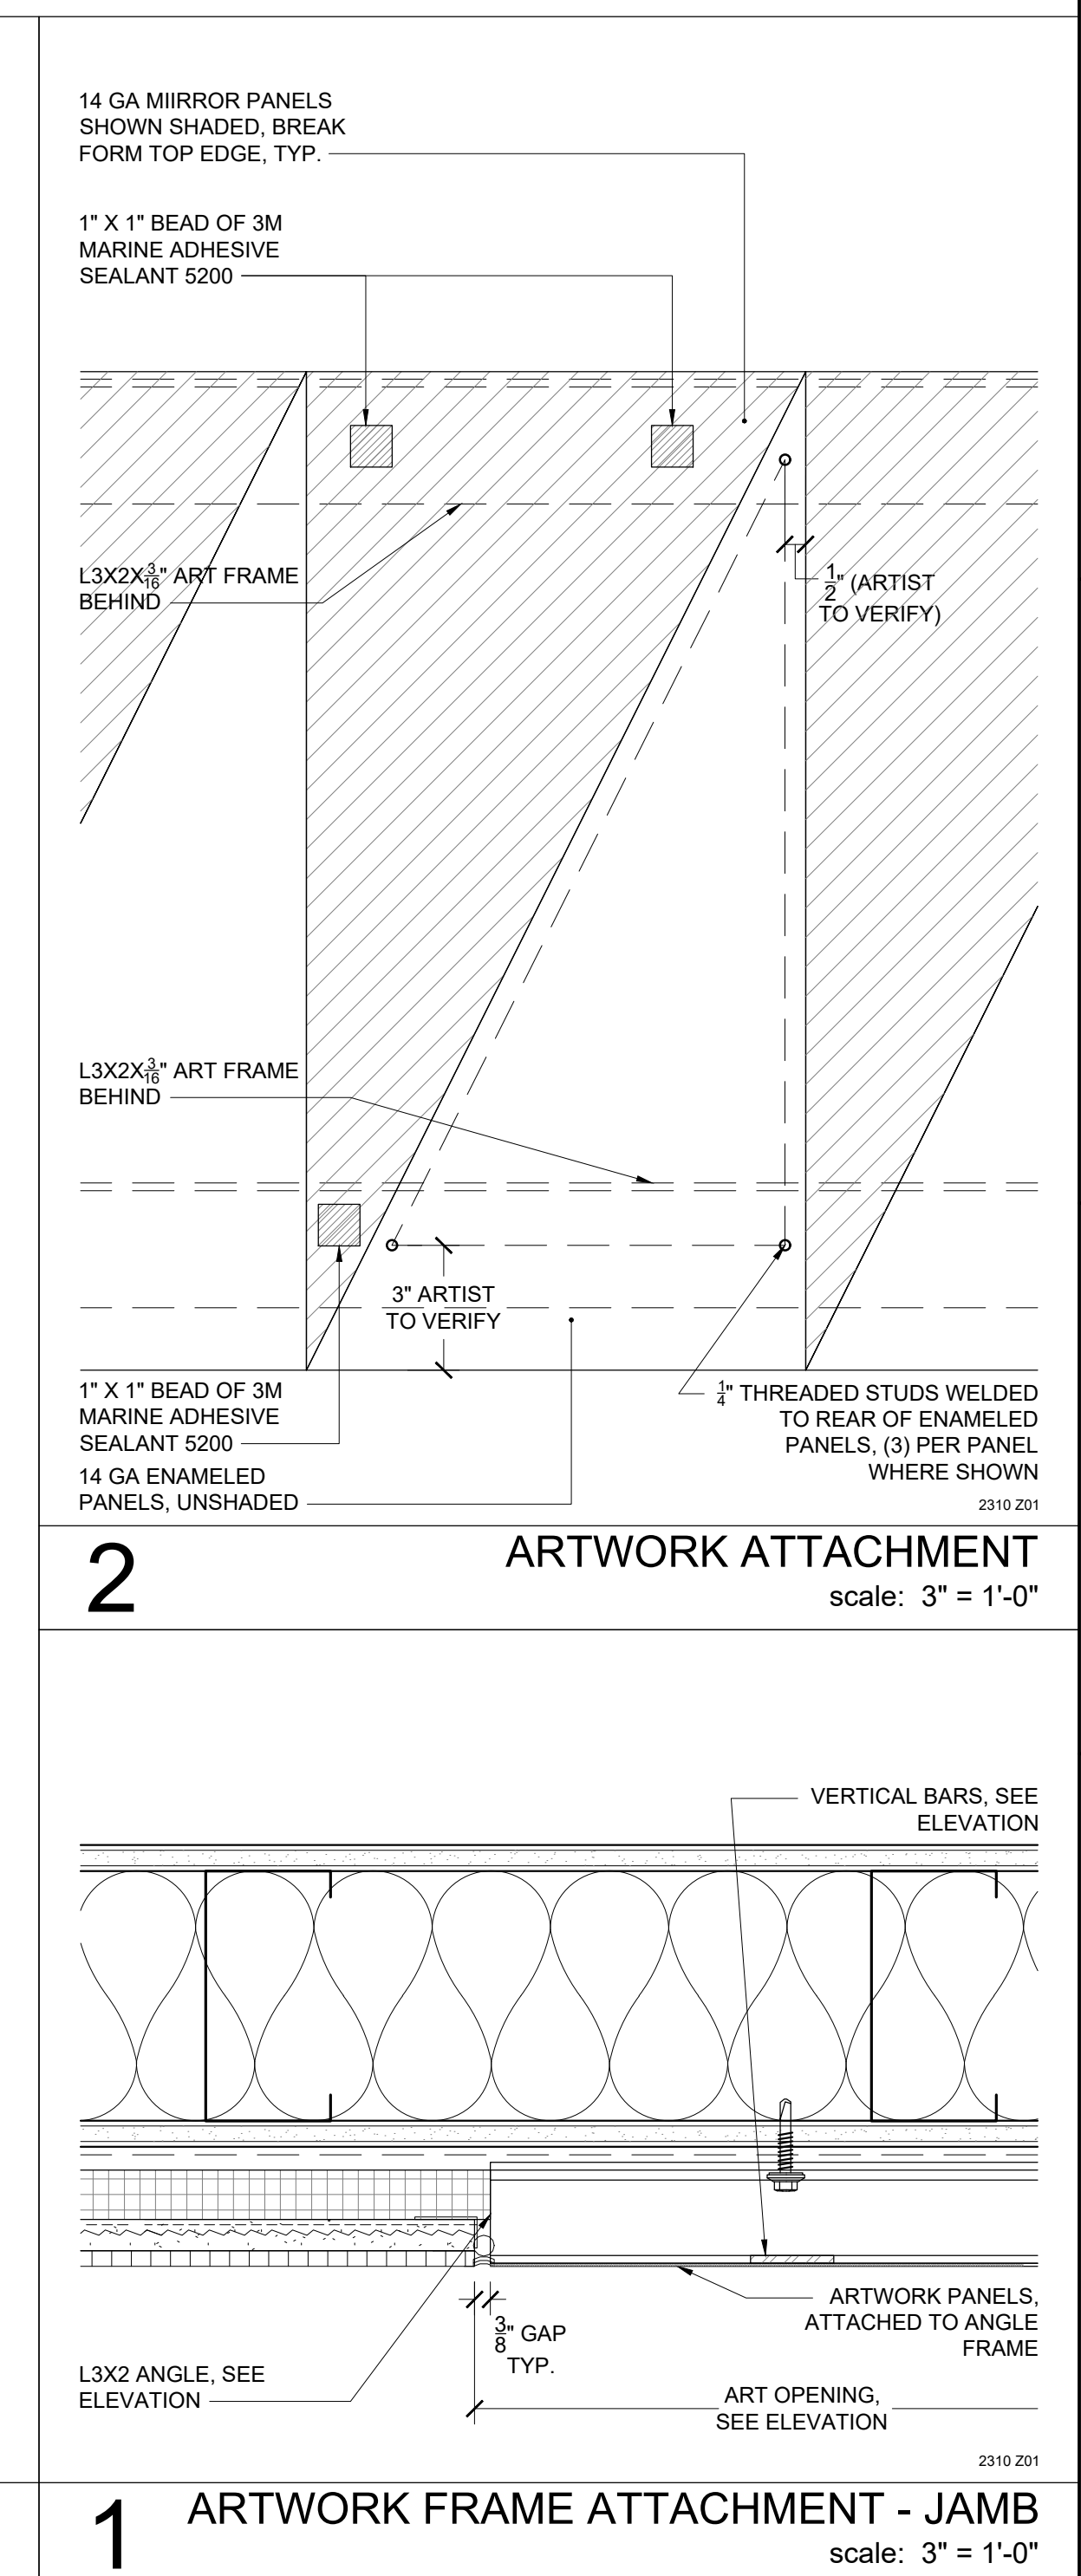 14 GA MIIRROR PANELS
SHOWN SHADED, BREAK
FORM TOP EDGE, TYP.
1" X 1" BEAD OF 3M
MARINE ADHESIVE
SEALANT 5200
L3X2X3/16" ART FRAME
BEHIND
1/2" (ARTIST
TO VERIFY)
L3X2X3/16" ART FRAME
BEHIND
3" ARTIST
TO VERIFY
1" X 1" BEAD OF 3M
MARINE ADHESIVE
SEALANT 5200
14 GA ENAMELED
PANELS, UNSHADED
1/4" THREADED STUDS WELDED
TO REAR OF ENAMELED
PANELS, (3) PER PANEL
WHERE SHOWN
2310 Z01
2
ARTWORK ATTACHMENT
scale: 3" = 1'-0"
VERTICAL BARS, SEE
ELEVATION
3/8" GAP
TYP.
ARTWORK PANELS,
ATTACHED TO ANGLE
FRAME
L3X2 ANGLE, SEE
ELEVATION
ART OPENING,
SEE ELEVATION
2310 Z01
1
ARTWORK FRAME ATTACHMENT - JAMB
scale: 3" = 1'-0"